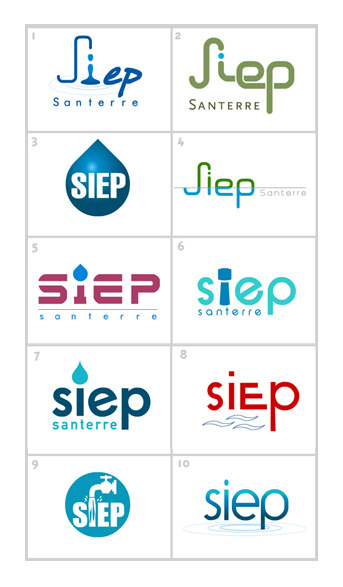 1
Siep
Santerre
2
Siep
Santerre
3
SIEP
4
Siep Santerre
5
SIEP
santerre
6
siep
santerre
7
siep
santerre
8
siEp
9
SIEP
10
siep